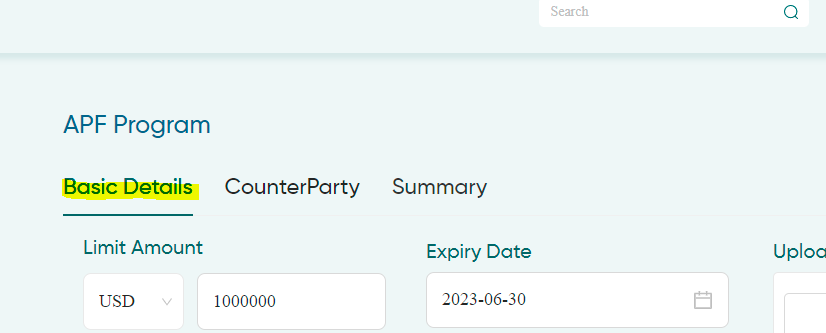 Search
APF Program
Basic Details CounterParty Summary
Limit Amount Expiry Date
USD 1000000 2023-06-30